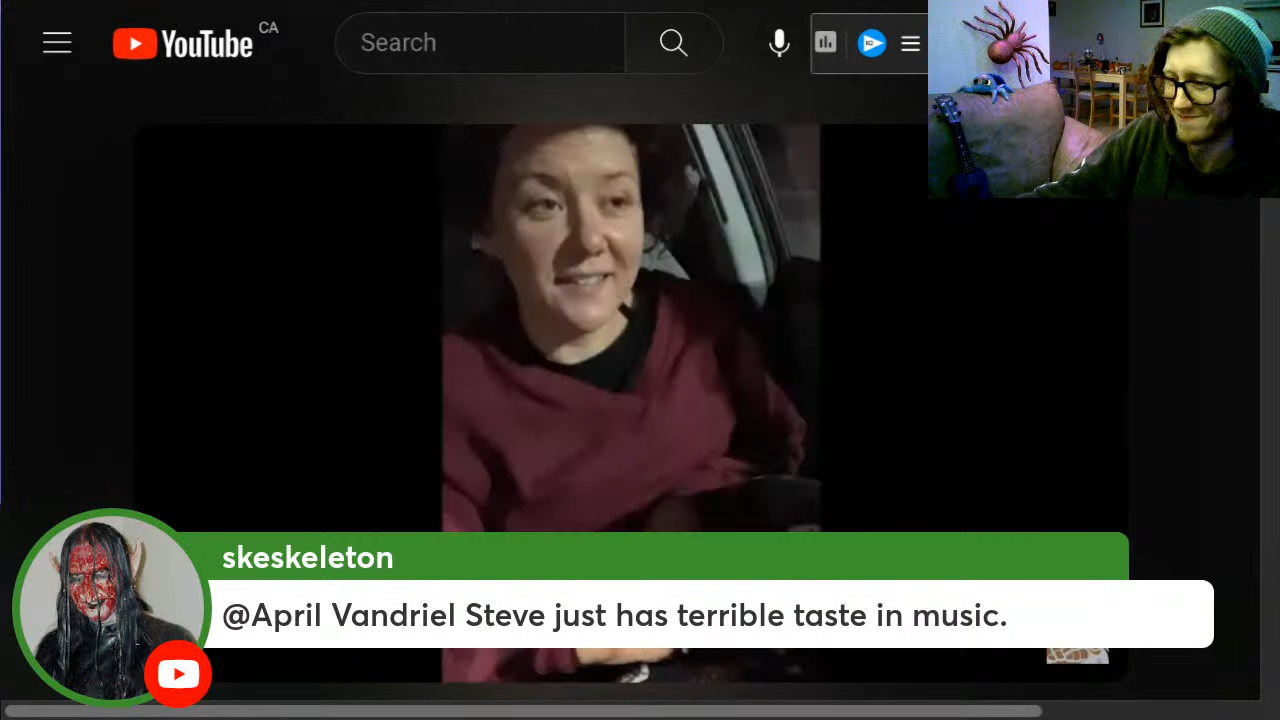 YouTube CA
Search
skeskeleton
@April Vandriel Steve just has terrible taste in music.